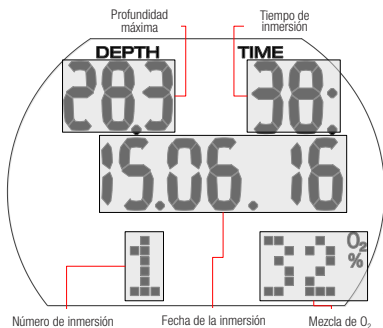 Profundidad máxima
Tiempo de inmersión
DEPTH TIME
28.3 38:
15.06.16
1 32 O₂ %
Número de inmersión Fecha de la inmersión Mezcla de O₂